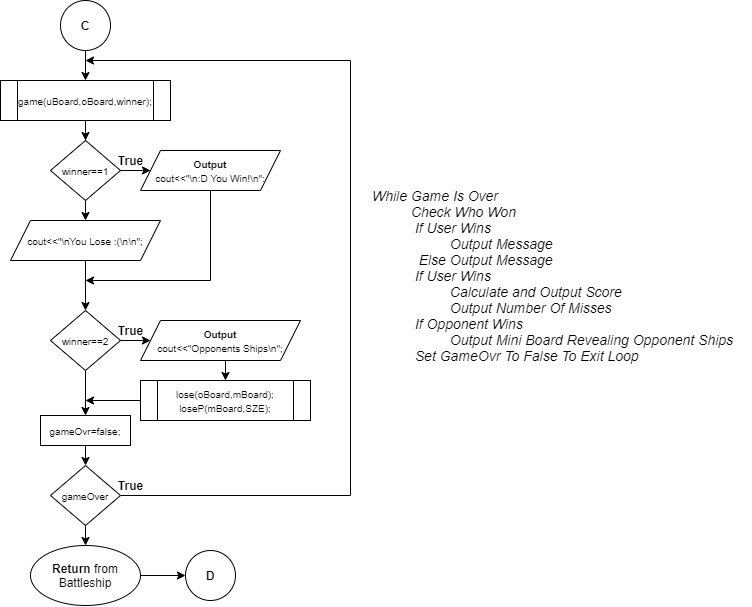 C
game(uBoard,oBoard,winner);
winner==1
True
Output
cout<<"\n:D You Win!\n";
cout<<"\nYou Lose :(\n\n";
winner==2
True
Output
cout<<"Opponents Ships\n";
lose(oBoard,mBoard);
loseP(mBoard,SZE);
gameOvr=false;
gameOver
True
Return from
Battleship
D
While Game Is Over
Check Who Won
If User Wins
Output Message
Else Output Message
If User Wins
Calculate and Output Score
Output Number Of Misses
If Opponent Wins
Output Mini Board Revealing Opponent Ships
Set GameOvr To False To Exit Loop